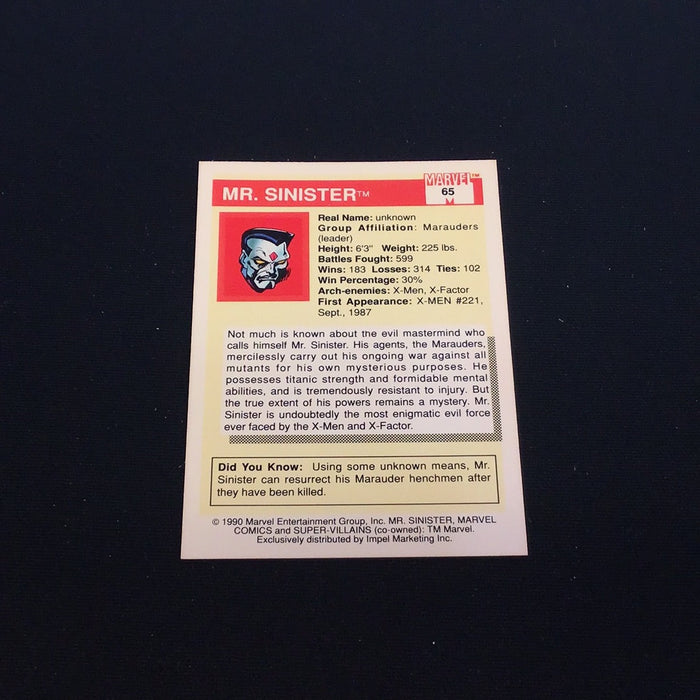 MARVEL™
MR. SINISTER™
65
Real Name: unknown
Group Affiliation: Marauders
(leader)
Height: 6'3" Weight: 225 lbs.
Battles Fought: 599
Wins: 183 Losses: 314 Ties: 102
Win Percentage: 30%
Arch-enemies: X-Men, X-Factor
First Appearance: X-MEN #221,
Sept., 1987
Not much is known about the evil mastermind who
calls himself Mr. Sinister. His agents, the Marauders,
mercilessly carry out his ongoing war against all
mutants for his own mysterious purposes. He
possesses titanic strength and formidable mental
abilities, and is tremendously resistant to injury. But
the true extent of his powers remains a mystery. Mr.
Sinister is undoubtedly the most enigmatic evil force
ever faced by the X-Men and X-Factor.
Did You Know: Using some unknown means, Mr.
Sinister can resurrect his Marauder henchmen after
they have been killed.
© 1990 Marvel Entertainment Group, Inc. MR. SINISTER, MARVEL
COMICS and SUPER-VILLAINS (co-owned): TM Marvel.
Exclusively distributed by Impel Marketing Inc.